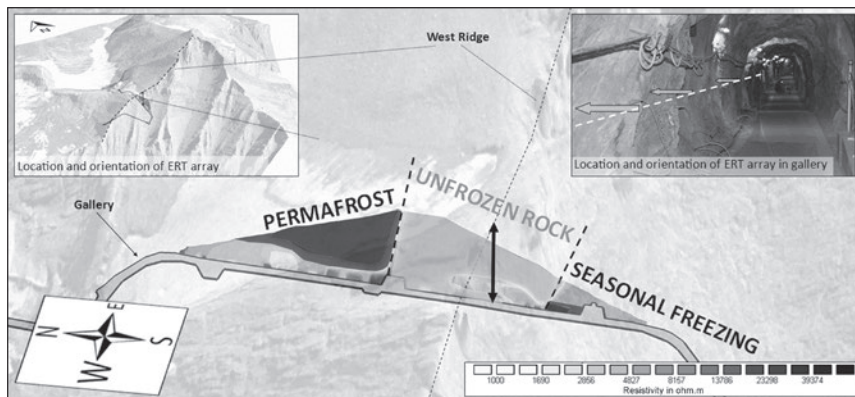 West Ridge
Location and orientation of ERT array
Location and orientation of ERT array in gallery
Gallery
PERMAFROST
UNFROZEN ROCK
SEASONAL FREEZING
N
E
S
W
1000 1690 2856 4827 8157 13786 23298 39374
Resistivity in ohm.m